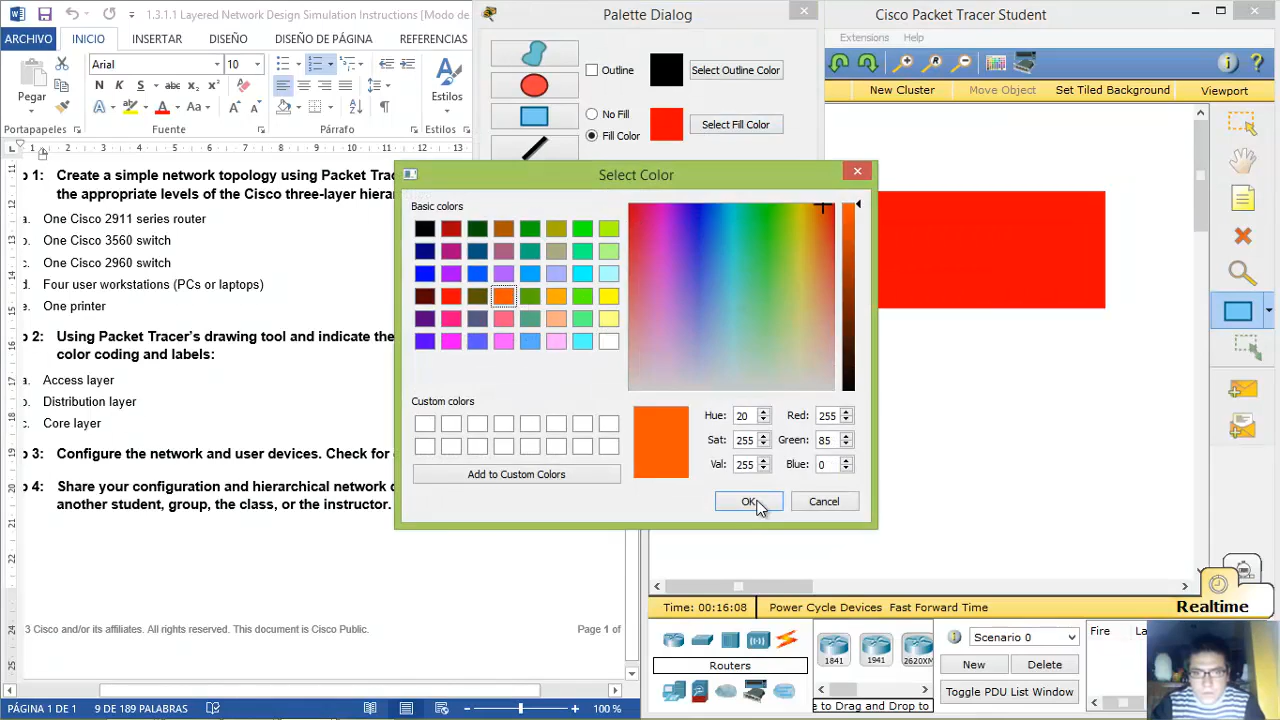 1.3.1.1 Layered Network Design Simulation Instructions [Modo de
Palette Dialog
Cisco Packet Tracer Student
ARCHIVO INICIO INSERTAR DISEÑO DISEÑO DE PÁGINA REFERENCIAS
Extensions Help
Arial 10
Pegar
N K S abc x₂ x²
Estilos
Portapapeles Fuente Párrafo Estilos
Outline Select Outline Color
No Fill
Fill Color Select Fill Color
New Cluster Move Object Set Tiled Background Viewport
p 1: Create a simple network topology using Packet Trac
the appropriate levels of the Cisco three-layer hierar
One Cisco 2911 series router
One Cisco 3560 switch
One Cisco 2960 switch
Four user workstations (PCs or laptops)
One printer
p 2: Using Packet Tracer's drawing tool and indicate the
color coding and labels:
Access layer
Distribution layer
Core layer
p 3: Configure the network and user devices. Check for
p 4: Share your configuration and hierarchical network
another student, group, the class, or the instructor.
3 Cisco and/or its affiliates. All rights reserved. This document is Cisco Public. Page 1 of
PÁGINA 1 DE 1 9 DE 189 PALABRAS 100 %
Select Color
Basic colors
Custom colors
Add to Custom Colors
Hue: 20 Red: 255
Sat: 255 Green: 85
Val: 255 Blue: 0
OK Cancel
Time: 00:16:08 Power Cycle Devices Fast Forward Time
Realtime
Routers
1841 1941 2620XM
e to Drag and Drop to
Scenario 0
New Delete
Toggle PDU List Window
Fire La